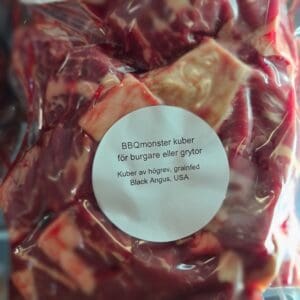 BBQmonster kuber
för burgare eller grytor
Kuber av högrev, grainfed
Black Angus, USA